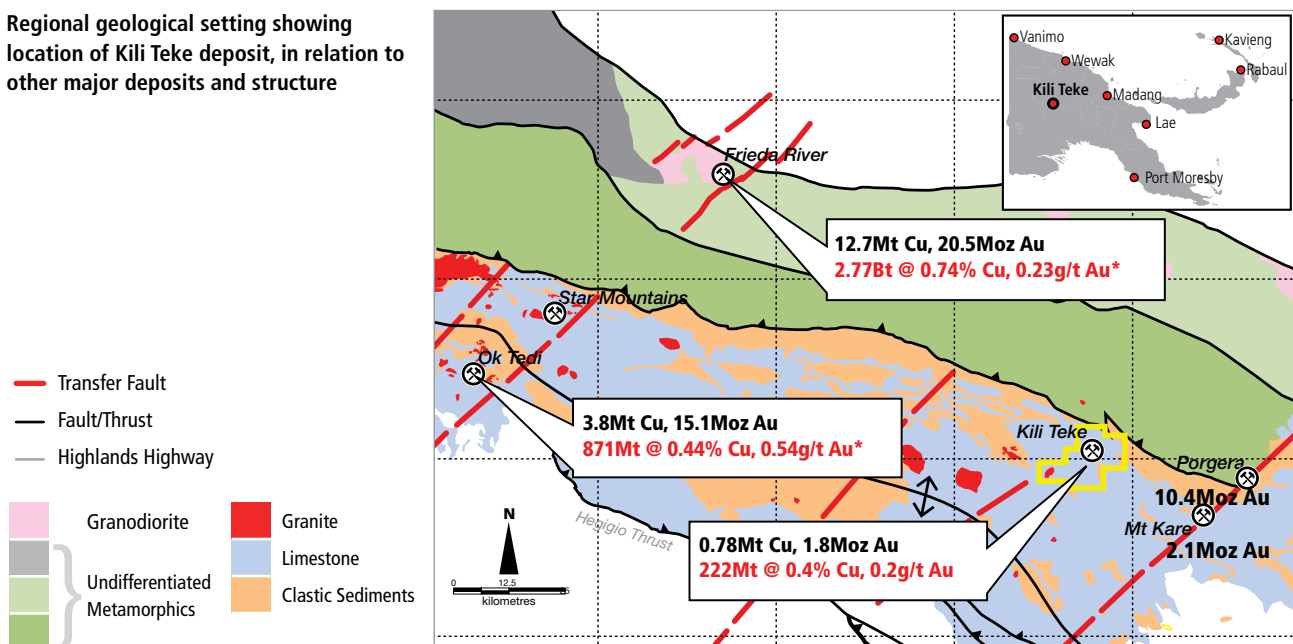 Regional geological setting showing
location of Kili Teke deposit, in relation to
other major deposits and structure
Vanimo
Kavieng
Wewak
Rabaul
Kili Teke
Madang
Lae
Port Moresby
Frieda River
12.7Mt Cu, 20.5Moz Au
2.77Bt @ 0.74% Cu, 0.23g/t Au*
Star Mountains
Ok Tedi
3.8Mt Cu, 15.1Moz Au
871Mt @ 0.44% Cu, 0.54g/t Au*
Kili Teke
Porgera
10.4Moz Au
Mt Kare
2.1Moz Au
Hegigio Thrust
0.78Mt Cu, 1.8Moz Au
222Mt @ 0.4% Cu, 0.2g/t Au
N
0 12.5 25
kilometres
Transfer Fault
Fault/Thrust
Highlands Highway
Granodiorite
Undifferentiated
Metamorphics
Granite
Limestone
Clastic Sediments